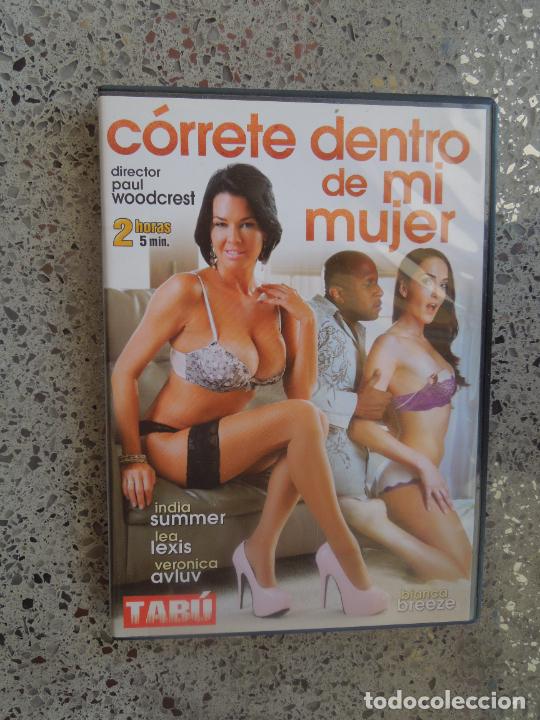 córrete dentro
de mi
mujer
director
paul
woodcrest
2 horas
5 min.
india
summer
lea
lexis
veronica
avluv
bianca
breeze
TABÚ
todocoleccion.net